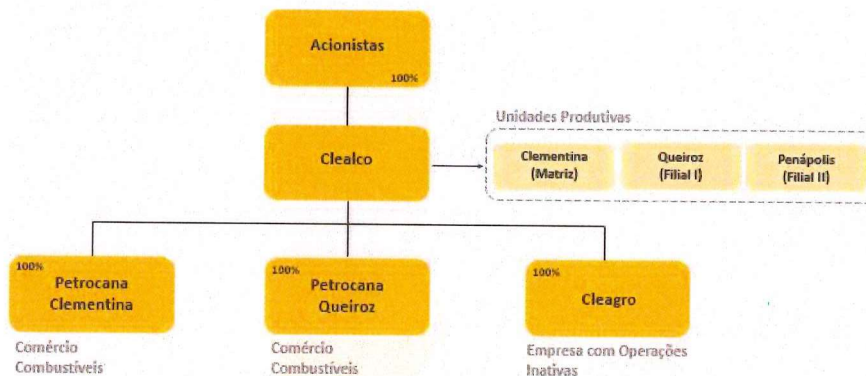 Acionistas
100%
Unidades Produtivas
Clealco
Clementina
(Matriz)
Queiroz
(Filial I)
Penápolis
(Filial II)
100%
Petrocana
Clementina
100%
Petrocana
Queiroz
100%
Cleagro
Comércio
Combustíveis
Comércio
Combustíveis
Empresa com Operações
Inativas